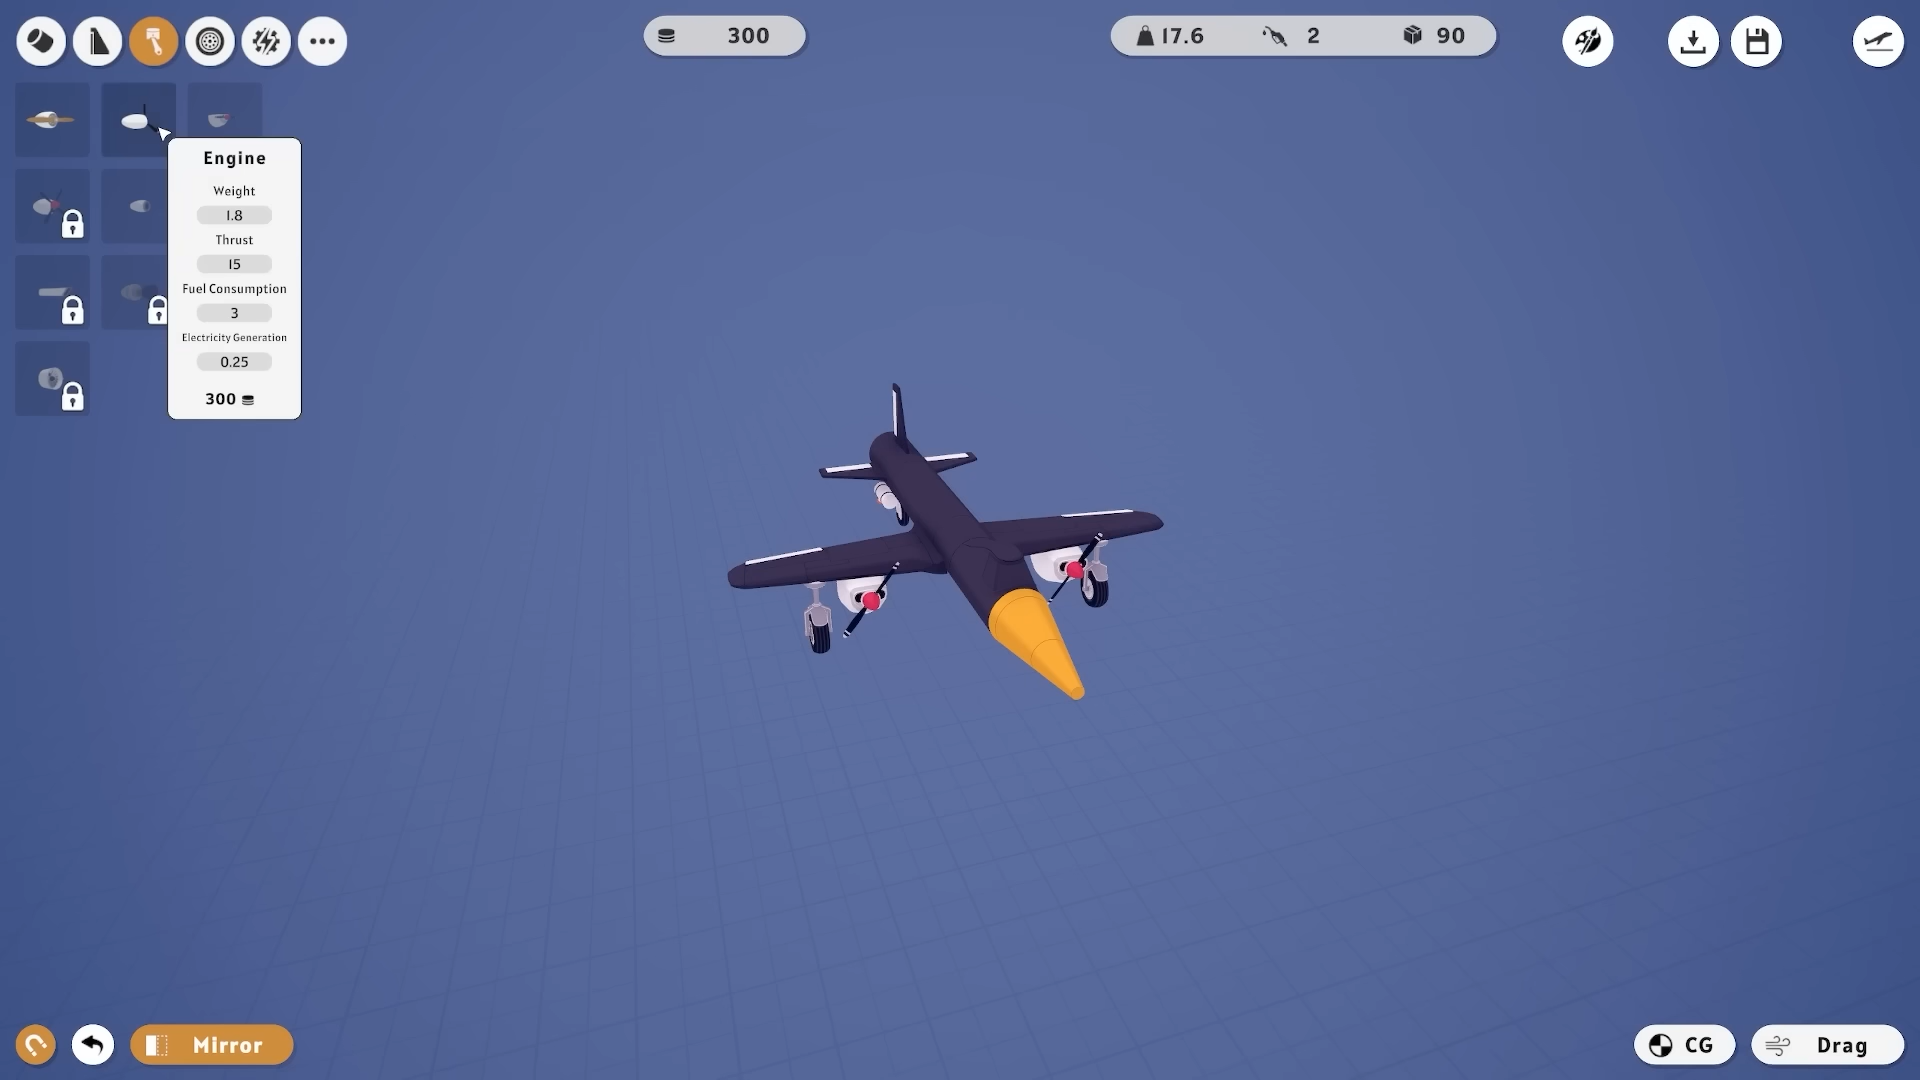 300
17.6 2 90
Engine
Weight
1.8
Thrust
15
Fuel Consumption
3
Electricity Generation
0.25
300
Mirror
CG
Drag